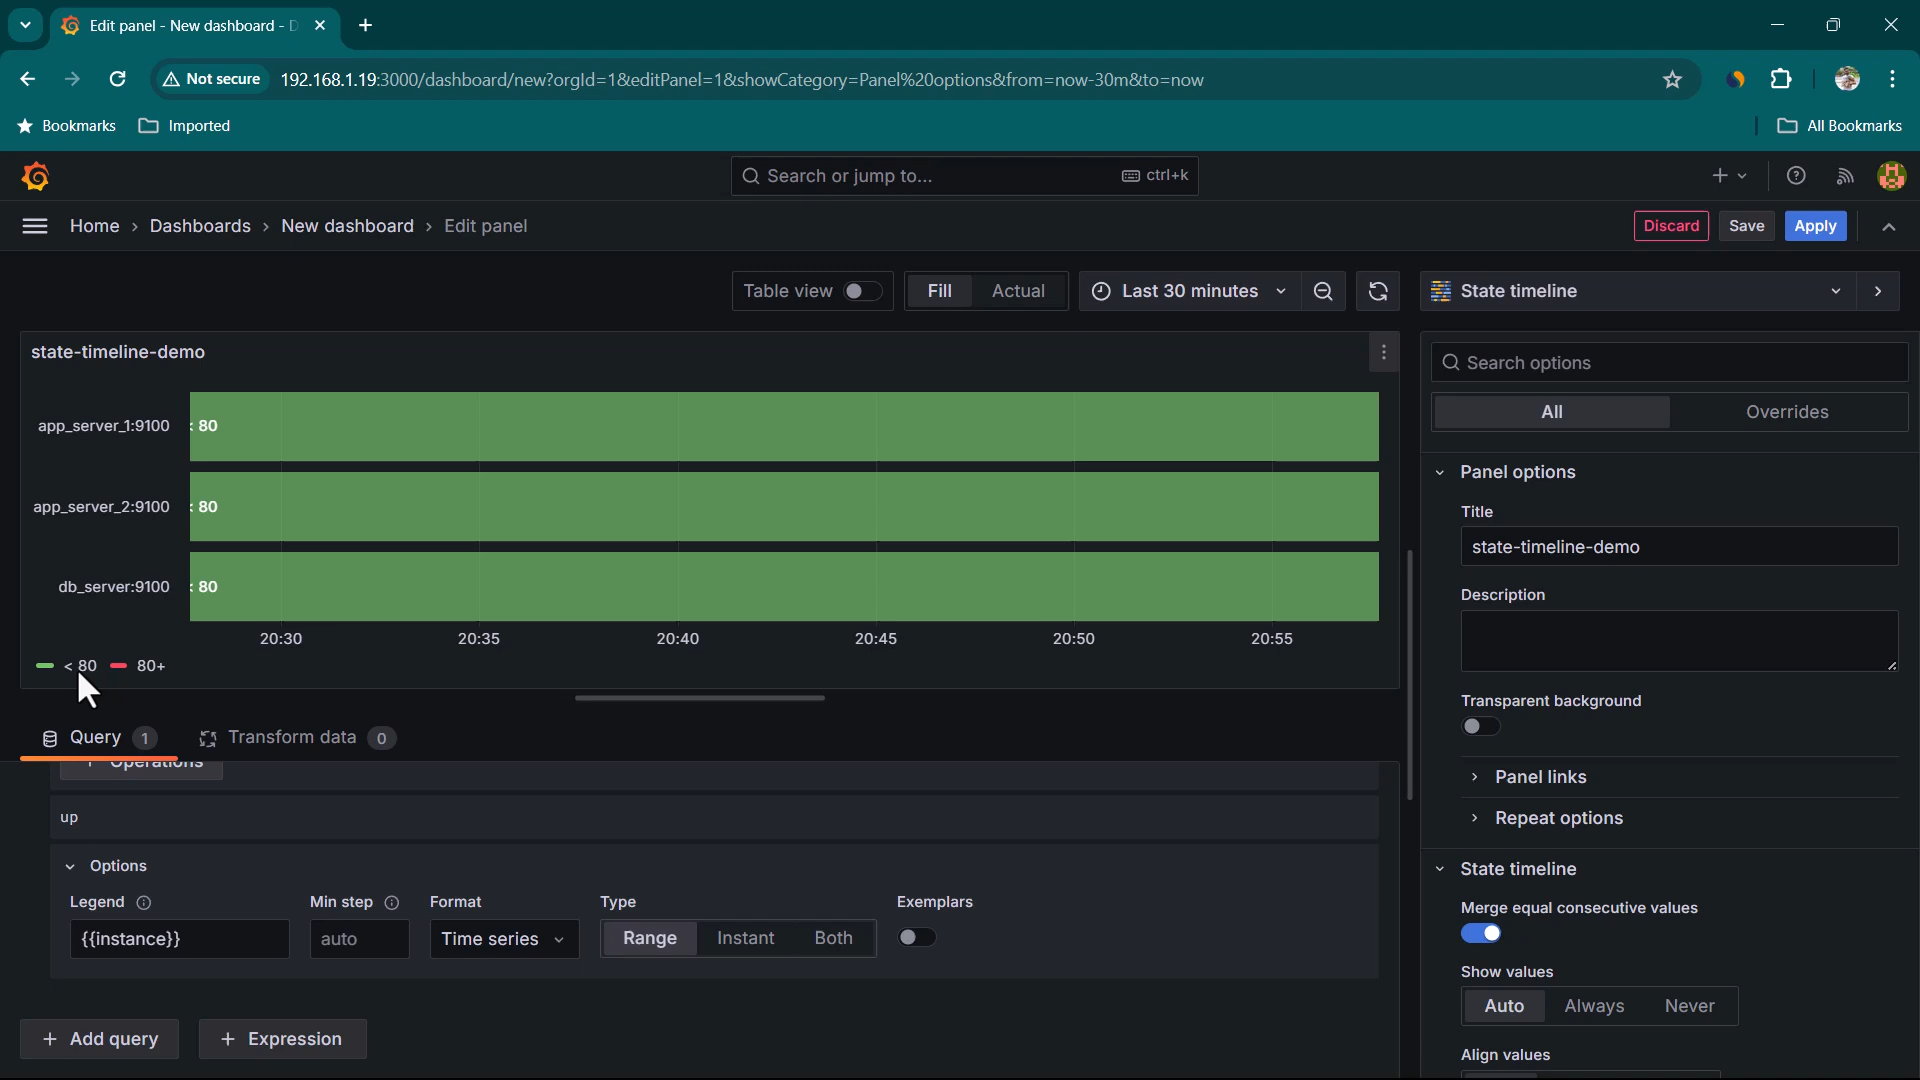 Edit panel - New dashboard - D
Not secure
192.168.1.19:3000/dashboard/new?orgId=1&editPanel=1&showCategory=Panel%20options&from=now-30m&to=now
Bookmarks
Imported
All Bookmarks
Search or jump to...
ctrl+k
Home
Dashboards
New dashboard
Edit panel
Discard
Save
Apply
Table view
Fill
Actual
Last 30 minutes
State timeline
state-timeline-demo
app_server_1:9100
< 80
app_server_2:9100
< 80
db_server:9100
< 80
20:30
20:35
20:40
20:45
20:50
20:55
< 80
80+
Query 1
Transform data 0
+ Operations
up
Options
Legend
Min step
Format
Type
Exemplars
{{instance}}
auto
Time series
Range
Instant
Both
+ Add query
+ Expression
Search options
All
Overrides
Panel options
Title
state-timeline-demo
Description
Transparent background
Panel links
Repeat options
State timeline
Merge equal consecutive values
Show values
Auto
Always
Never
Align values